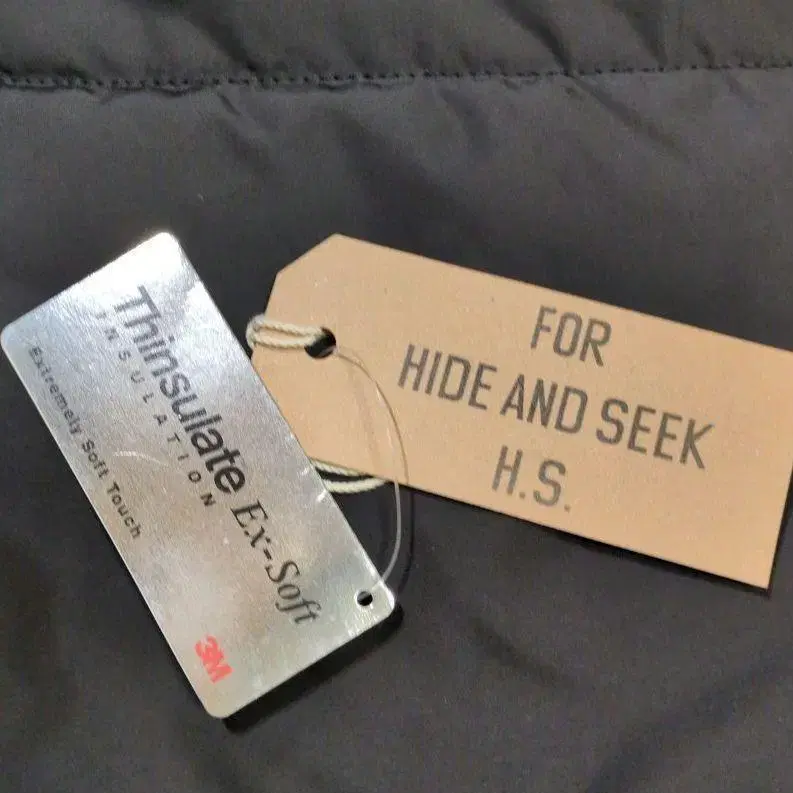 Thinsulate
INSULATION
Ex-Soft
Extremely Soft Touch
3M
FOR
HIDE AND SEEK
H.S.